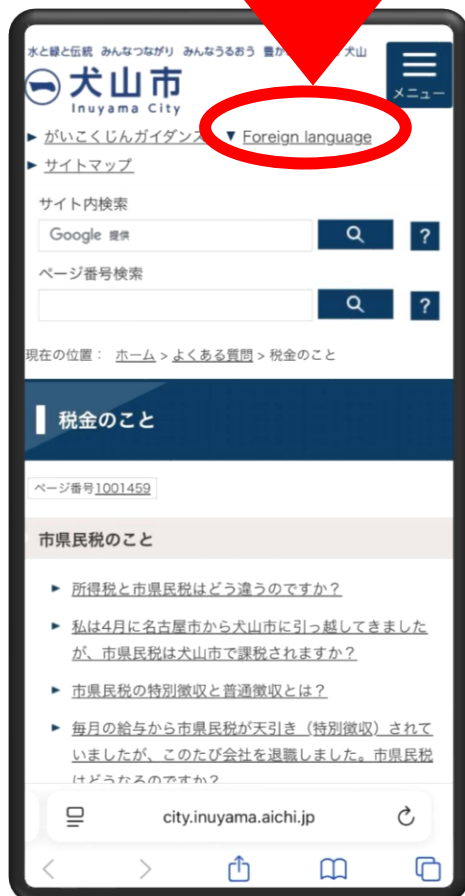 水と緑と伝統 みんなつながり みんなうるおう 豊か 犬山
犬山市
Inuyama City
メニュー
► がいこくじんガイダンス ▼ Foreign language
► サイトマップ
サイト内検索
Google 提供
?
ページ番号検索
?
現在の位置： ホーム > よくある質問 > 税金のこと
税金のこと
ページ番号1001459
市県民税のこと
► 所得税と市県民税はどう違うのですか？
► 私は4月に名古屋市から犬山市に引っ越してきました
が、市県民税は犬山市で課税されますか？
► 市県民税の特別徴収と普通徴収とは？
► 毎月の給与から市県民税が天引き（特別徴収）されて
いましたが、このたび会社を退職しました。市県民税
はどうなるのですか？
city.inuyama.aichi.jp